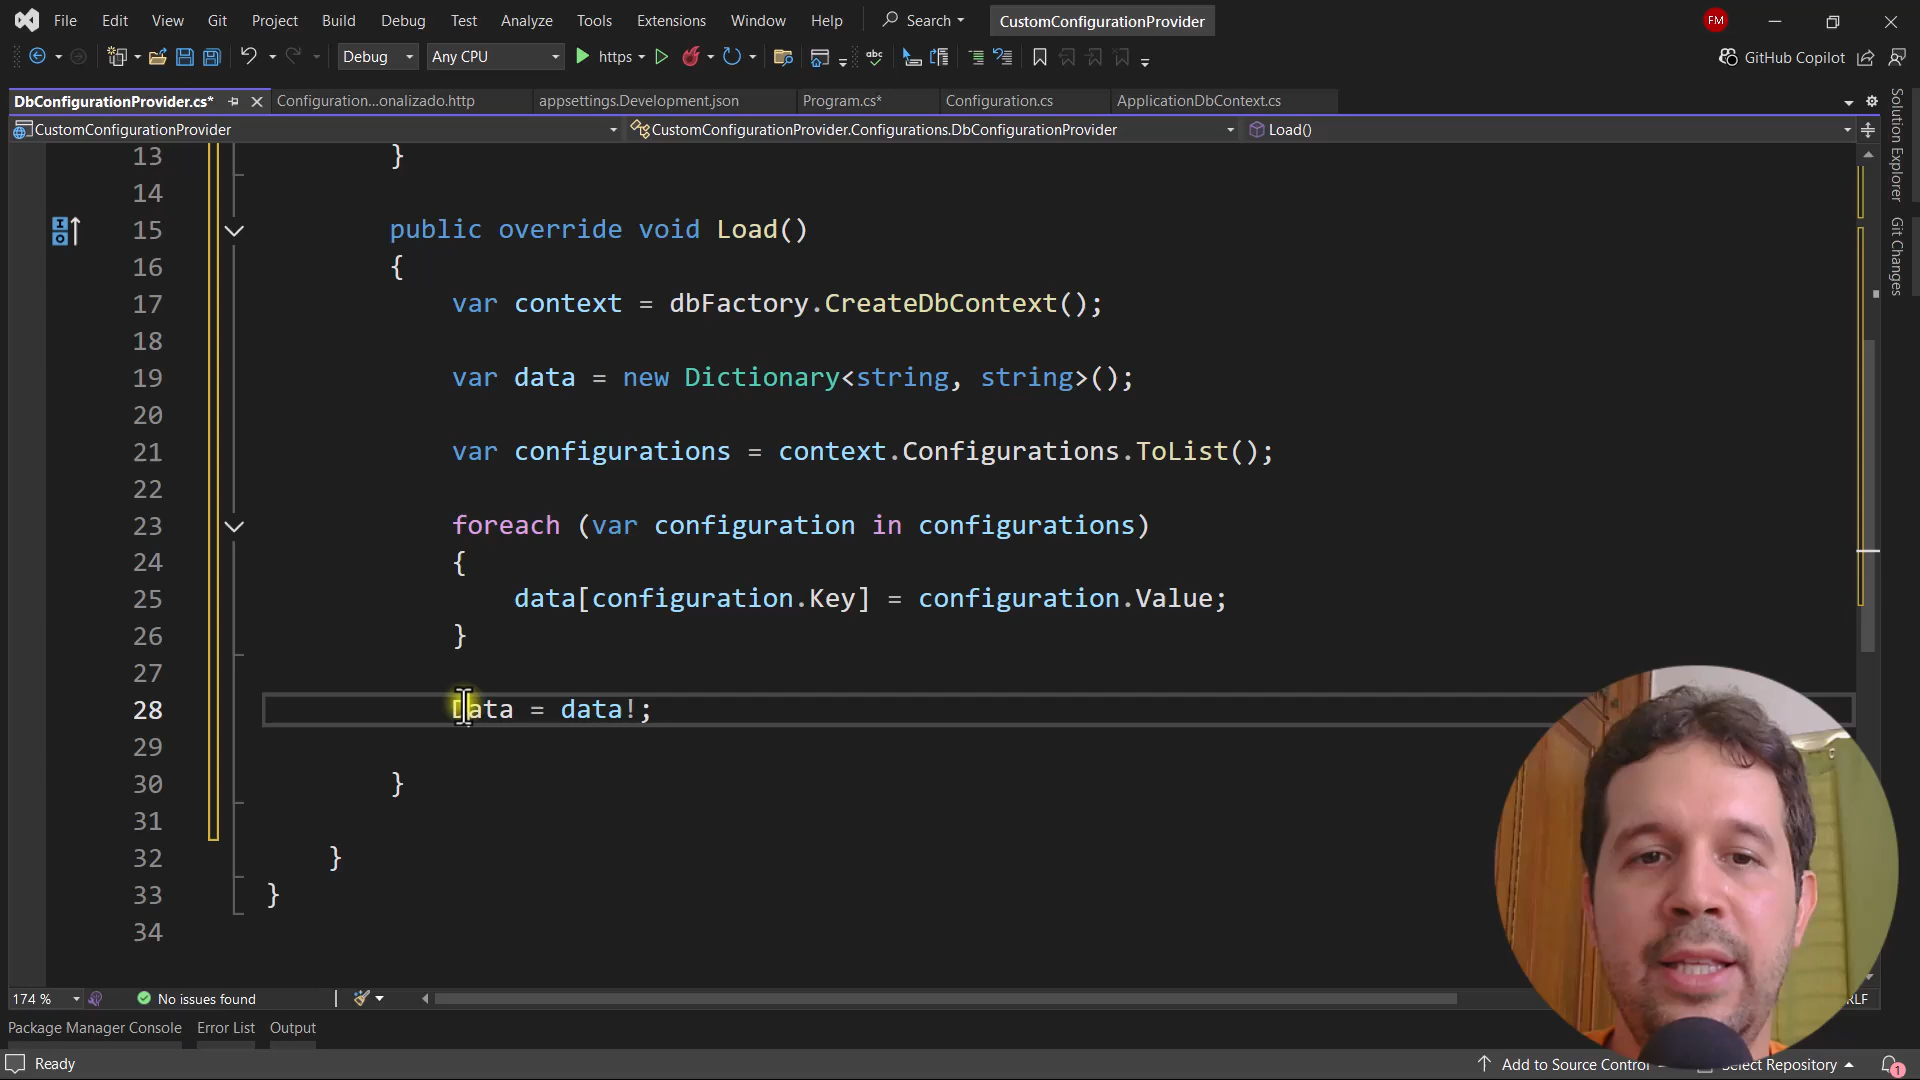 File Edit View Git Project Build Debug Test Analyze Tools Extensions Window Help Search CustomConfigurationProvider FM
Debug Any CPU https GitHub Copilot
DbConfigurationProvider.cs* Configuration...onalizado.http appsettings.Development.json Program.cs* Configuration.cs ApplicationDbContext.cs
CustomConfigurationProvider CustomConfigurationProvider.Configurations.DbConfigurationProvider Load()
13 }
14
15 public override void Load()
16 {
17 var context = dbFactory.CreateDbContext();
18
19 var data = new Dictionary<string, string>();
20
21 var configurations = context.Configurations.ToList();
22
23 foreach (var configuration in configurations)
24 {
25 data[configuration.Key] = configuration.Value;
26 }
27
28 Data = data!;
29
30 }
31
32 }
33 }
34
Solution Explorer
Git Changes
174 % No issues found
Package Manager Console Error List Output
Ready Add to Source Control Select Repository 1